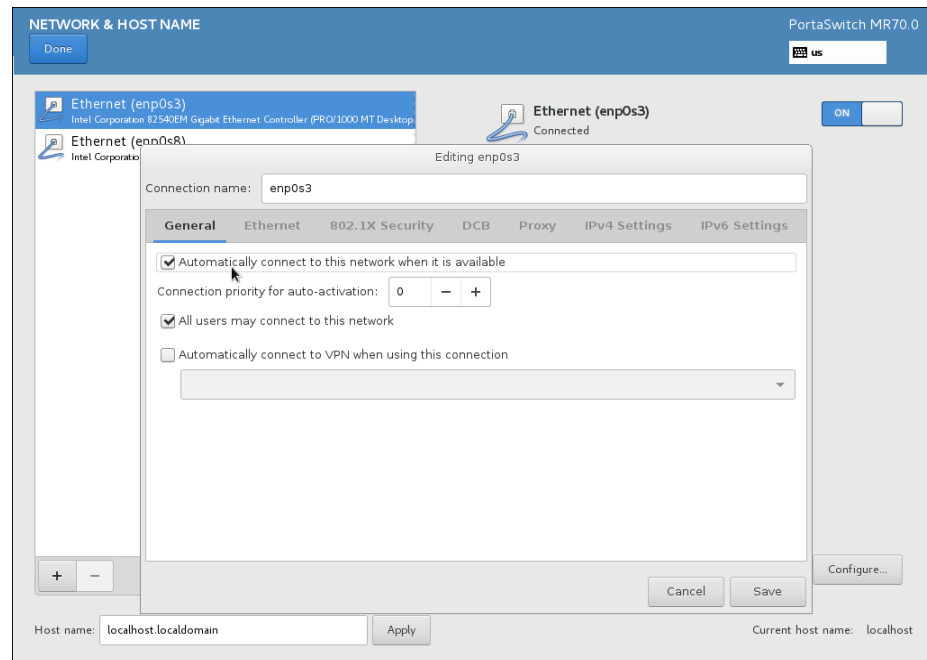 NETWORK & HOST NAME
PortaSwitch MR70.0
Done
us
Ethernet (enp0s3)
Intel Corporation 82540EM Gigabit Ethernet Controller (PRO/1000 MT Desktop
Ethernet (enp0s3)
Connected
ON
Ethernet (enp0s8)
Intel Corporatio
Editing enp0s3
Connection name: enp0s3
General Ethernet 802.1X Security DCB Proxy IPv4 Settings IPv6 Settings
Automatically connect to this network when it is available
Connection priority for auto-activation: 0 − +
All users may connect to this network
Automatically connect to VPN when using this connection
+ −
Configure...
Cancel Save
Host name: localhost.localdomain Apply
Current host name: localhost